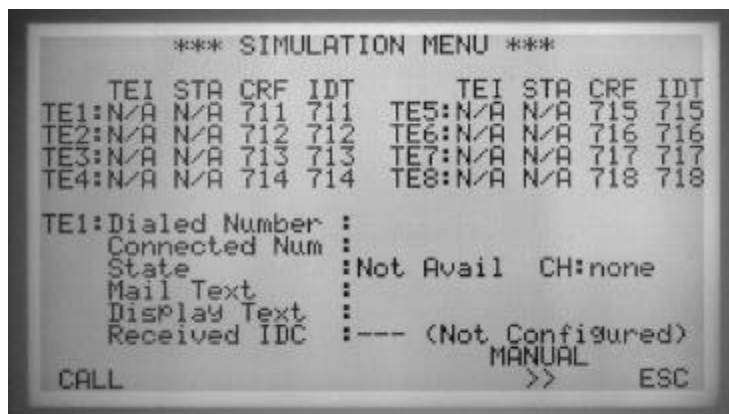 *** SIMULATION MENU ***
TEI STA CRF IDT TEI STA CRF IDT
TE1:N/A N/A 711 711 TE5:N/A N/A 715 715
TE2:N/A N/A 712 712 TE6:N/A N/A 716 716
TE3:N/A N/A 713 713 TE7:N/A N/A 717 717
TE4:N/A N/A 714 714 TE8:N/A N/A 718 718
TE1:Dialed Number :
Connected Num :
State :Not Avail CH:none
Mail Text :
Display Text :
Received IDC :--- (Not Configured)
MANUAL
CALL >> ESC